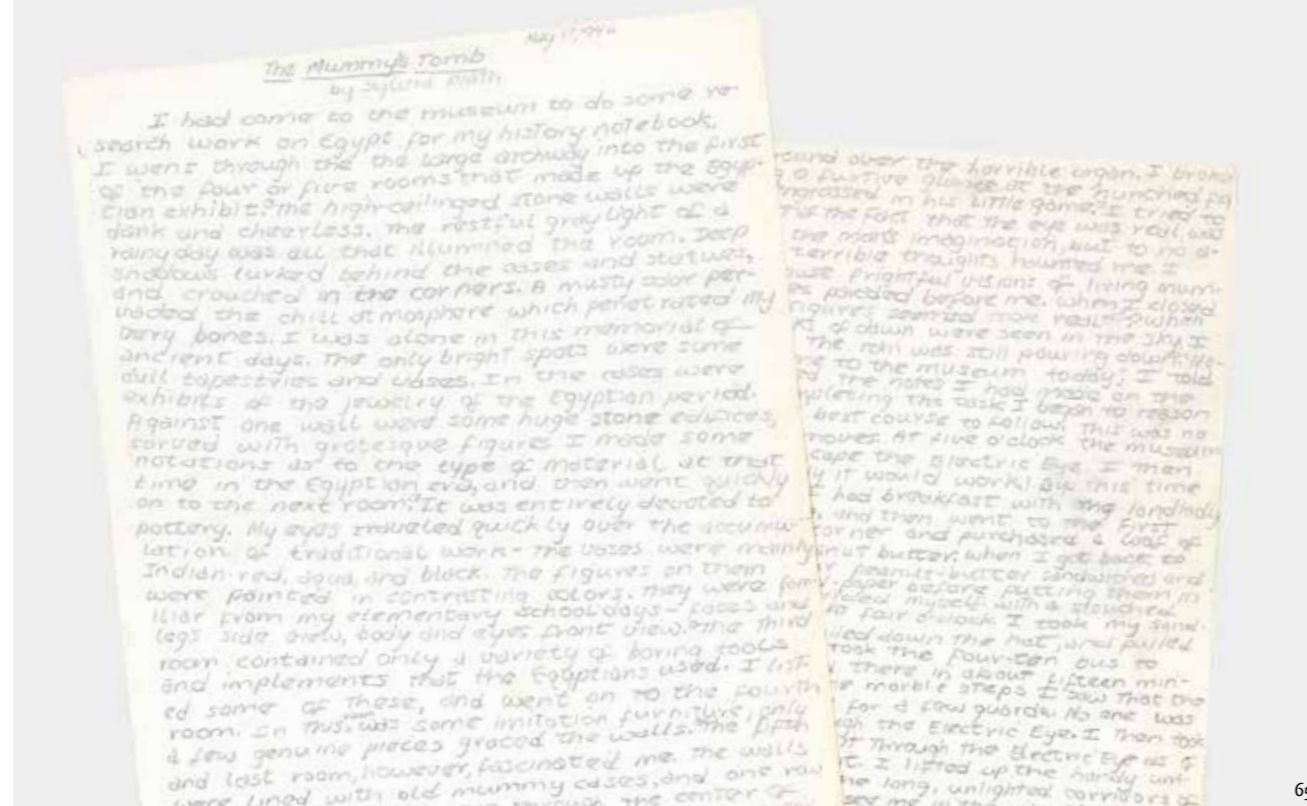 May 17, 1946
The Mummy's Tomb
by Sylvia Plath
I had come to the museum to do some re-
search work on Egypt for my history notebook.
I went through the the large archway into the first
of the four or five rooms that made up the Egyp-
tian exhibit. The high-ceilinged stone walls were
dank and cheerless. The restful gray light of a
rainy day was all that illumined the room. Deep
shadows lurked behind the cases and statues,
and crouched in the corners. A musty odor per-
vaded the chill atmosphere which penetrated my
very bones. I was alone in this memorial of
ancient days. The only bright spots were some
dull tapestries and vases. In the cases were
exhibits of the jewelry of the Egyptian period.
Against one wall were some huge stone edifices,
carved with grotesque figures I made some
notations as to the type of material at that
time in the Egyptian era, and then went quickly
on to the next room. It was entirely devoted to
pottery. My eyes traveled quickly over the accumu-
lation of traditional work - The vases were mainly
Indian-red, aqua, and black. The figures on them
were painted in contrasting colors. They were fam-
iliar from my elementary school days - faces and
legs side view, body and eyes front view. The third
room contained only a variety of boring tools
and implements that the Egyptians used. I list-
ed some of these, and went on to the fourth
room. In this was some imitation furniture, only
a few genuine pieces graced the walls. The fifth
and last room, however, fascinated me. The walls
were lined with old mummy cases, and one row
through the center of
round over the horrible organ. I broke
a furtive glance at the hunched fig
engrossed in his little game. I tried to
the fact that the eye was real, was
the man's imagination, but to no a-
terrible thoughts haunted me. I
frightful visions of living mum-
paraded before me. When I closed
figures seemed more real. When
of dawn were seen in the sky I
The rain was still pouring down.
to the museum today, I told
The notes I had made on the
completing the task I began to reason
best course to follow. This was no
moves. At five o'clock the museum
escape the Electric Eye. I then
if it would work! By this time
I had breakfast with the landlady
and then went to the First
corner and purchased a loaf of
peanut butter. When I got back to
peanut-butter sandwiches and
paper before putting them in
myself with a slouched
four o'clock I took my sand-
pulled down the hat, and pulled
took the four-ten bus to
there in about fifteen min-
marble steps I saw that the
for a few guards. No one was
the Electric Eye. I then took
through the Electric Eye as if
I lifted up the handy
long, unlighted corridors
see me in the